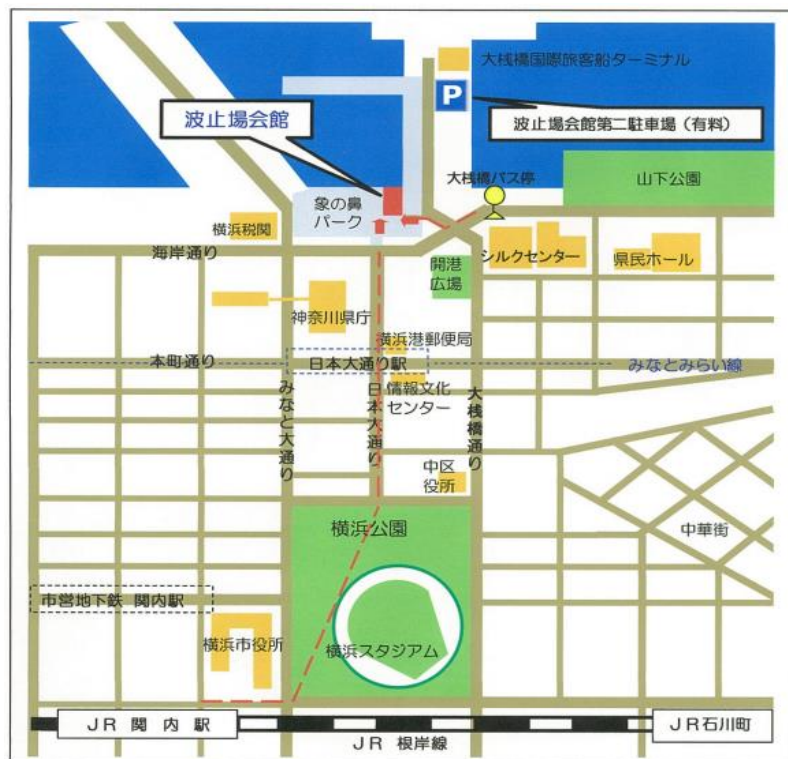 大桟橋国際旅客船ターミナル
P
波止場会館
波止場会館第二駐車場（有料）
大桟橋バス停
山下公園
象の鼻
パーク
横浜税関
海岸通り
シルクセンター
県民ホール
開港
広場
神奈川県庁
横浜港郵便局
本町通り
日本大通り駅
みなとみらい線
情報文化
センター
みなと大通り
日本大通り
大桟橋通り
中区
役所
横浜公園
中華街
市営地下鉄 関内駅
横浜市役所
横浜スタジアム
ＪＲ 関 内 駅
ＪＲ石川町
ＪＲ 根岸線